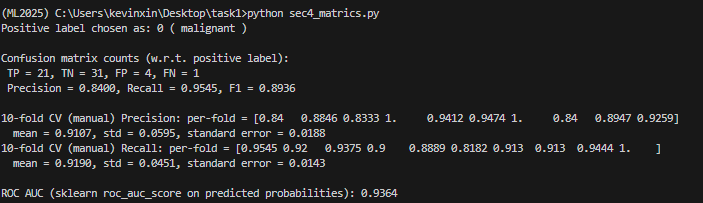 (ML2025) C:\Users\kevinxin\Desktop\task1>python sec4_matrics.py
Positive label chosen as: 0 ( malignant )
Confusion matrix counts (w.r.t. positive label):
TP = 21, TN = 31, FP = 4, FN = 1
Precision = 0.8400, Recall = 0.9545, F1 = 0.8936
10-fold CV (manual) Precision: per-fold = [0.84   0.8846 0.8333 1.     0.9412 0.9474 1.     0.84   0.8947 0.9259]
mean = 0.9107, std = 0.0595, standard error = 0.0188
10-fold CV (manual) Recall: per-fold = [0.9545 0.92   0.9375 0.9    0.8889 0.8182 0.913  0.913  0.9444 1.    ]
mean = 0.9190, std = 0.0451, standard error = 0.0143
ROC AUC (sklearn roc_auc_score on predicted probabilities): 0.9364